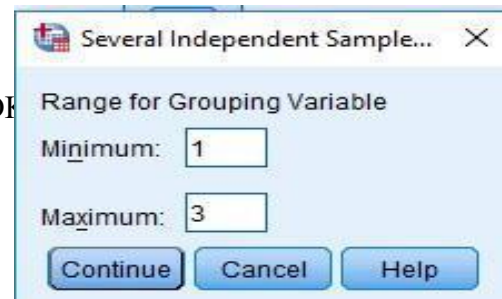 Several Independent Sample...
Range for Grouping Variable
Minimum: 1
Maximum: 3
Continue Cancel Help